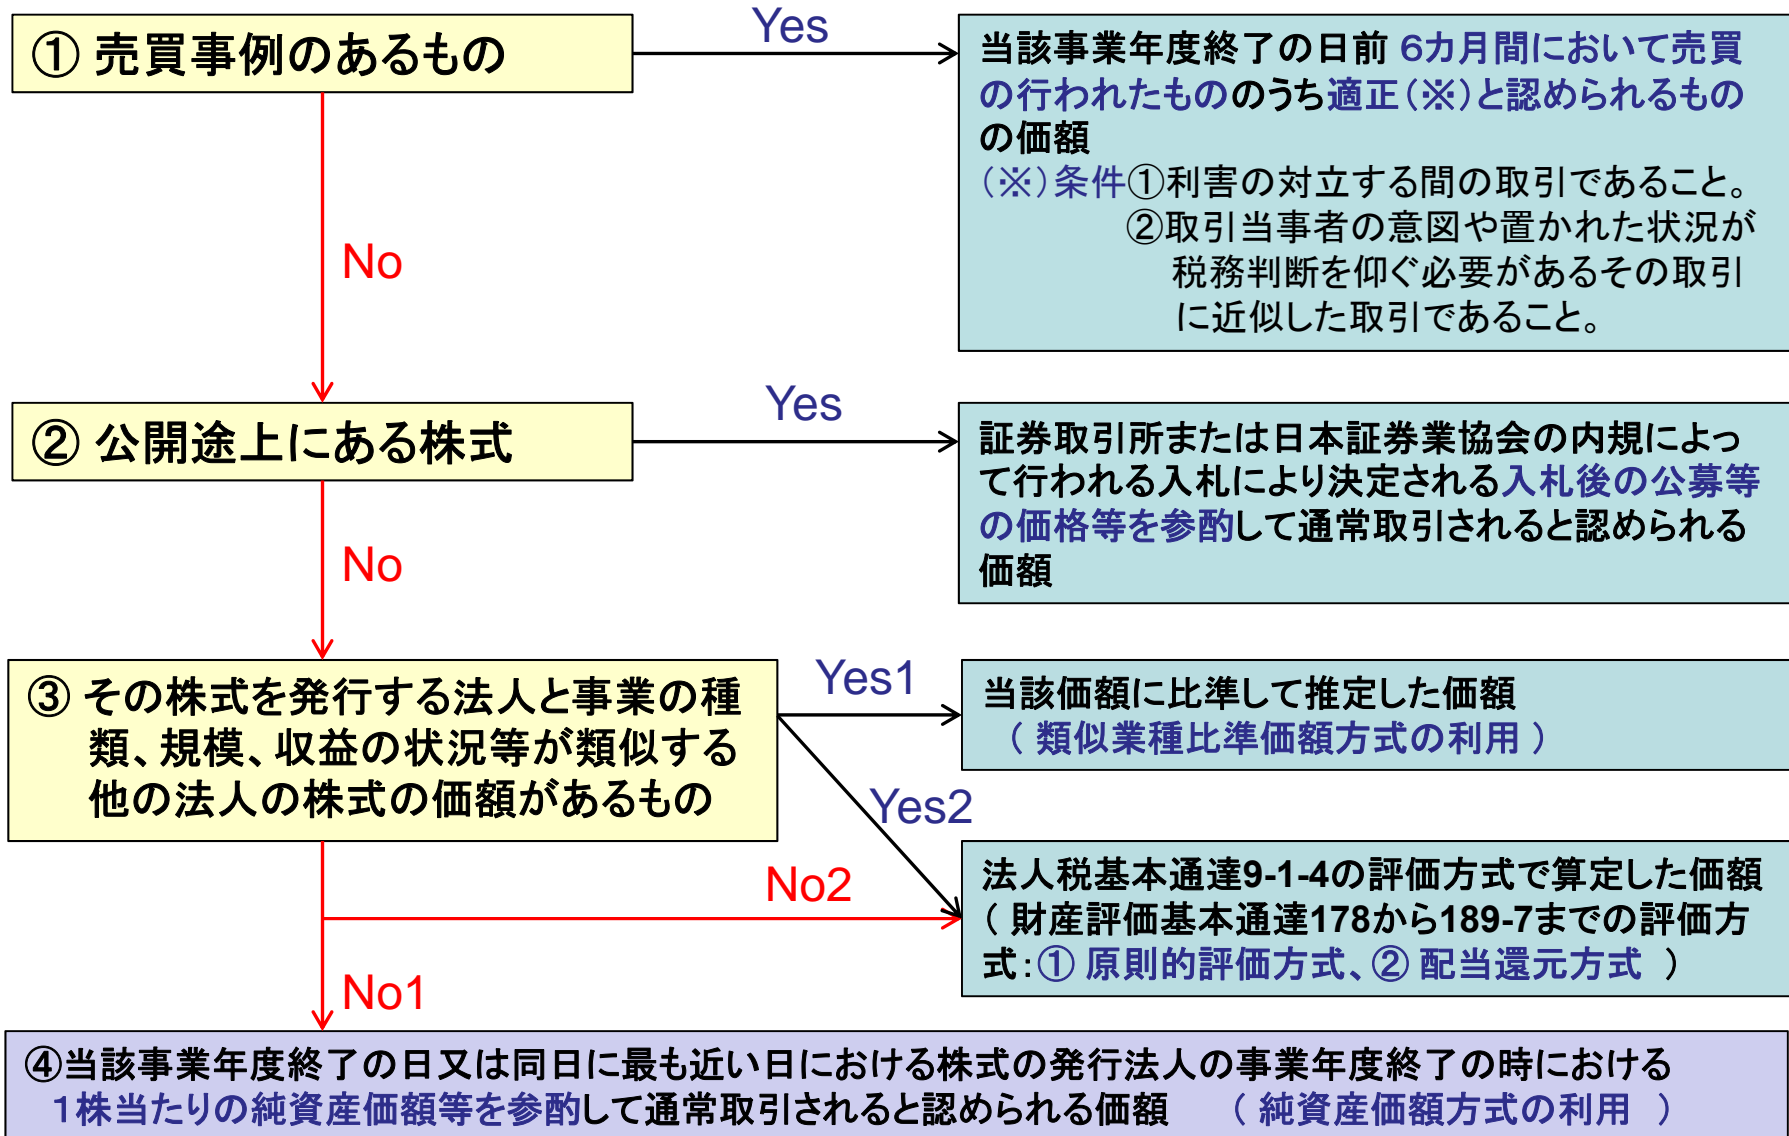 ① 売買事例のあるもの
Yes
当該事業年度終了の日前 6カ月間において売買
の行われたもののうち適正（※）と認められるもの
の価額
（※）条件①利害の対立する間の取引であること。
②取引当事者の意図や置かれた状況が
税務判断を仰ぐ必要があるその取引
に近似した取引であること。
No
② 公開途上にある株式
Yes
証券取引所または日本証券業協会の内規によっ
て行われる入札により決定される入札後の公募等
の価格等を参酌して通常取引されると認められる
価額
No
③ その株式を発行する法人と事業の種
類、規模、収益の状況等が類似する
他の法人の株式の価額があるもの
Yes1
当該価額に比準して推定した価額
（ 類似業種比準価額方式の利用 ）
Yes2
No2
法人税基本通達9-1-4の評価方式で算定した価額
（ 財産評価基本通達178から189-7までの評価方
式：① 原則的評価方式、② 配当還元方式 ）
No1
④当該事業年度終了の日又は同日に最も近い日における株式の発行法人の事業年度終了の時における
１株当たりの純資産価額等を参酌して通常取引されると認められる価額 （ 純資産価額方式の利用 ）